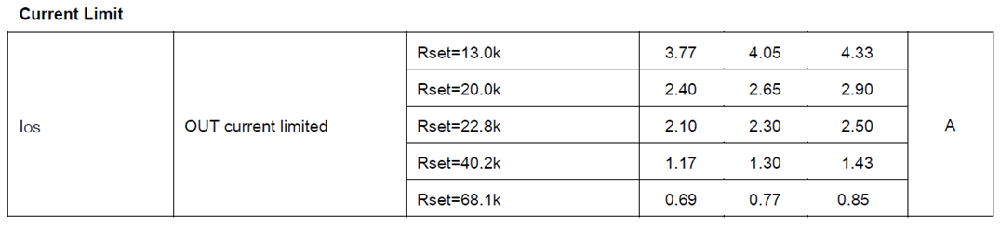 Current Limit
Rset=13.0k 3.77 4.05 4.33
Rset=20.0k 2.40 2.65 2.90
Ios OUT current limited Rset=22.8k 2.10 2.30 2.50 A
Rset=40.2k 1.17 1.30 1.43
Rset=68.1k 0.69 0.77 0.85